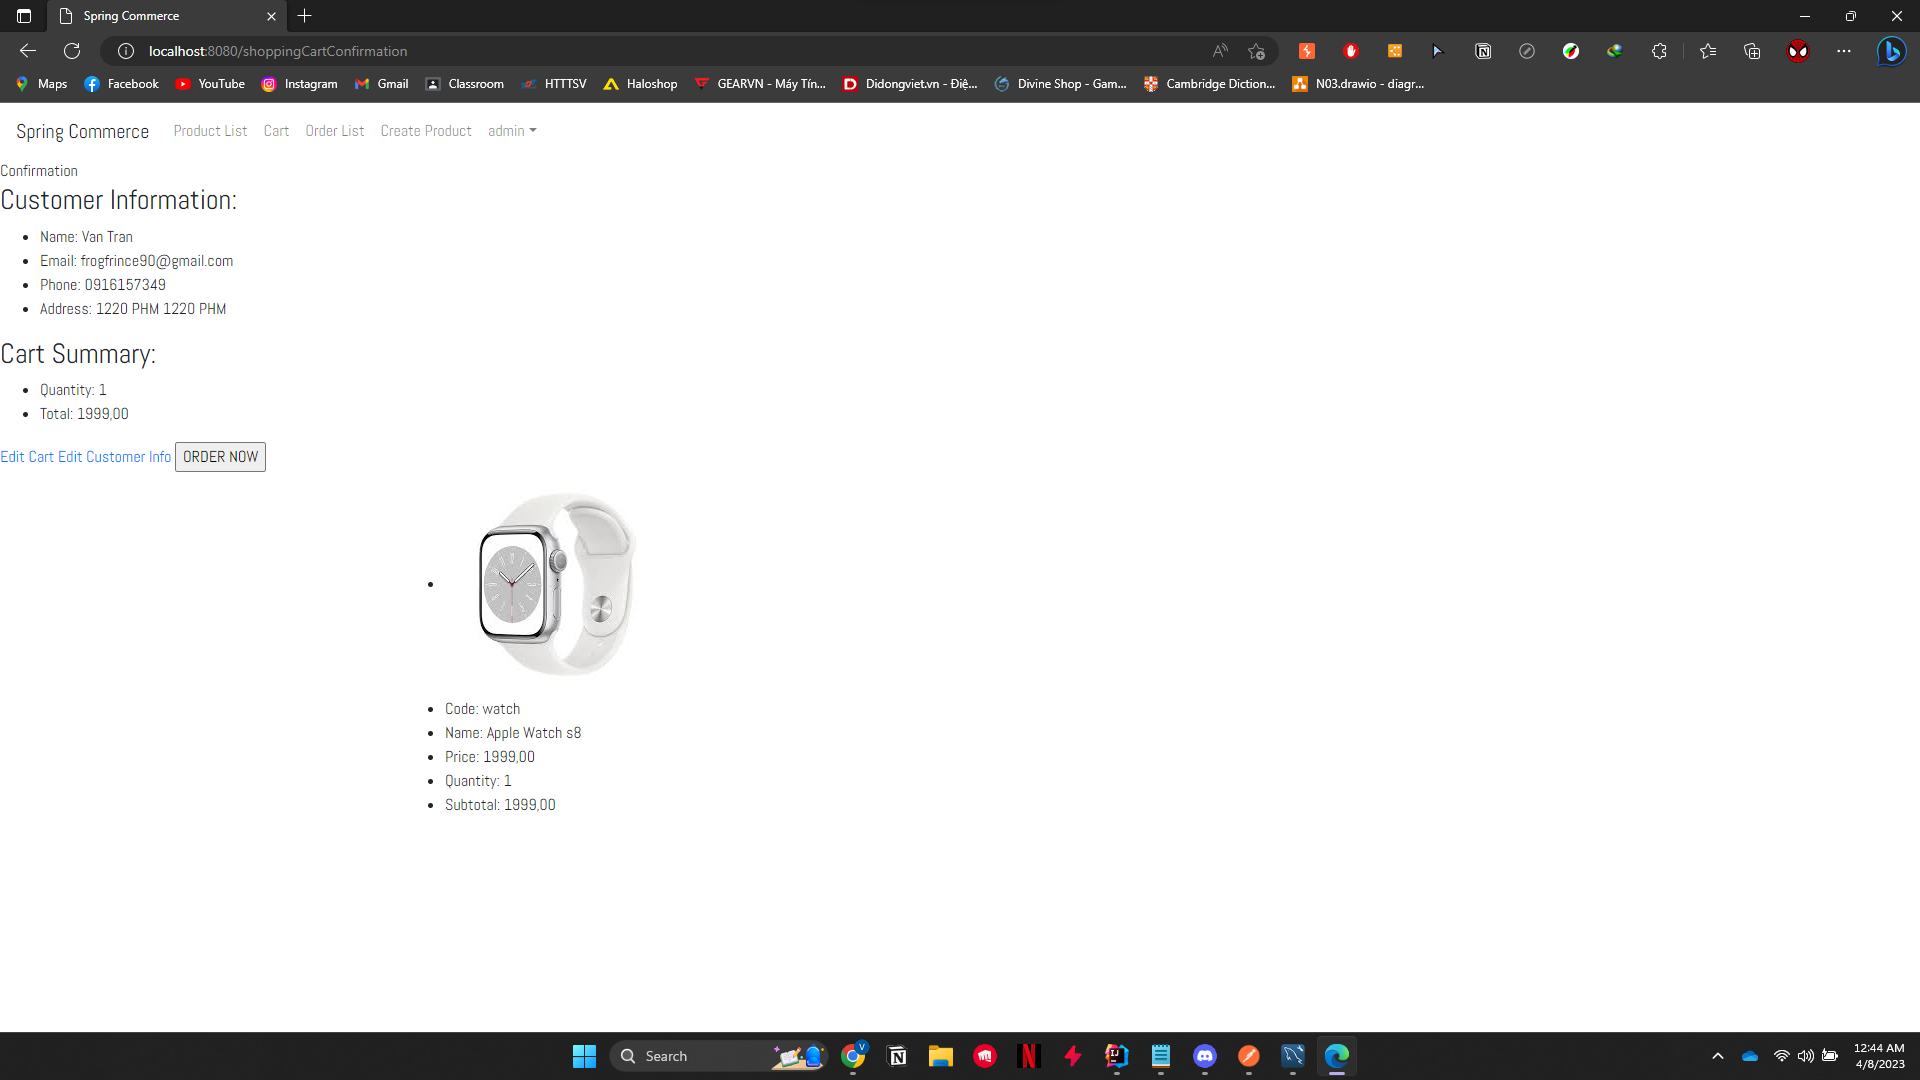 Spring Commerce
localhost:8080/shoppingCartConfirmation
Maps Facebook YouTube Instagram Gmail Classroom HTTTSV Haloshop GEARVN - Máy Tín... Didongviet.vn - Điệ... Divine Shop - Gam... Cambridge Diction... N03.drawio - diagr...
Spring Commerce Product List Cart Order List Create Product admin
Confirmation
Customer Information:
Name: Van Tran
Email: frogfrince90@gmail.com
Phone: 0916157349
Address: 1220 PHM 1220 PHM
Cart Summary:
Quantity: 1
Total: 1999,00
Edit Cart Edit Customer Info ORDER NOW
Code: watch
Name: Apple Watch s8
Price: 1999,00
Quantity: 1
Subtotal: 1999,00
Search
12:44 AM
4/8/2023